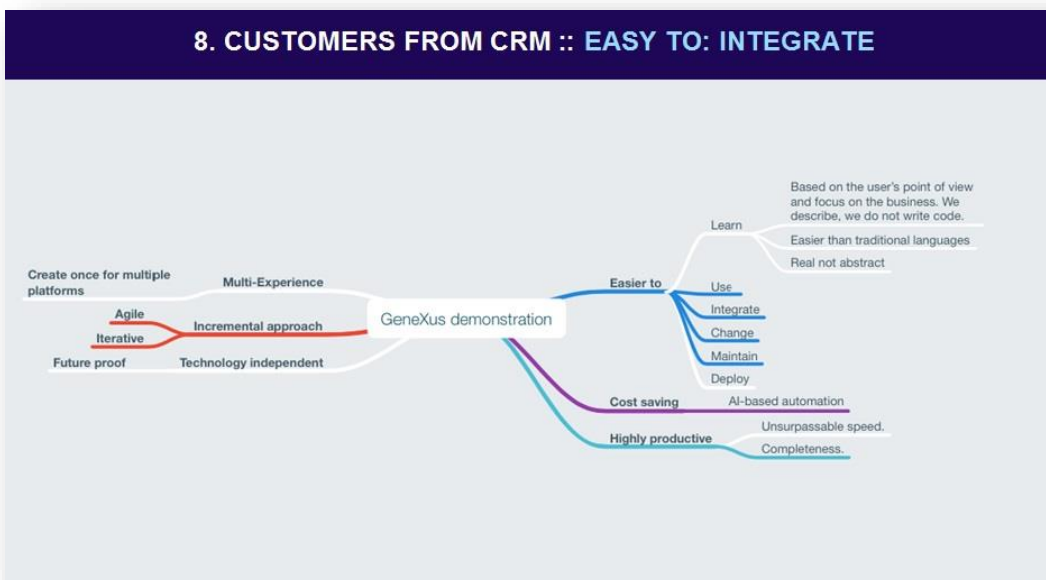 8. CUSTOMERS FROM CRM :: EASY TO: INTEGRATE
Create once for multiple
platforms
Multi-Experience
Agile
Iterative
Incremental approach
Future proof
Technology independent
GeneXus demonstration
Easier to
Learn
Based on the user's point of view
and focus on the business. We
describe, we do not write code.
Easier than traditional languages
Real not abstract
Use
Integrate
Change
Maintain
Deploy
Cost saving
AI-based automation
Highly productive
Unsurpassable speed.
Completeness.